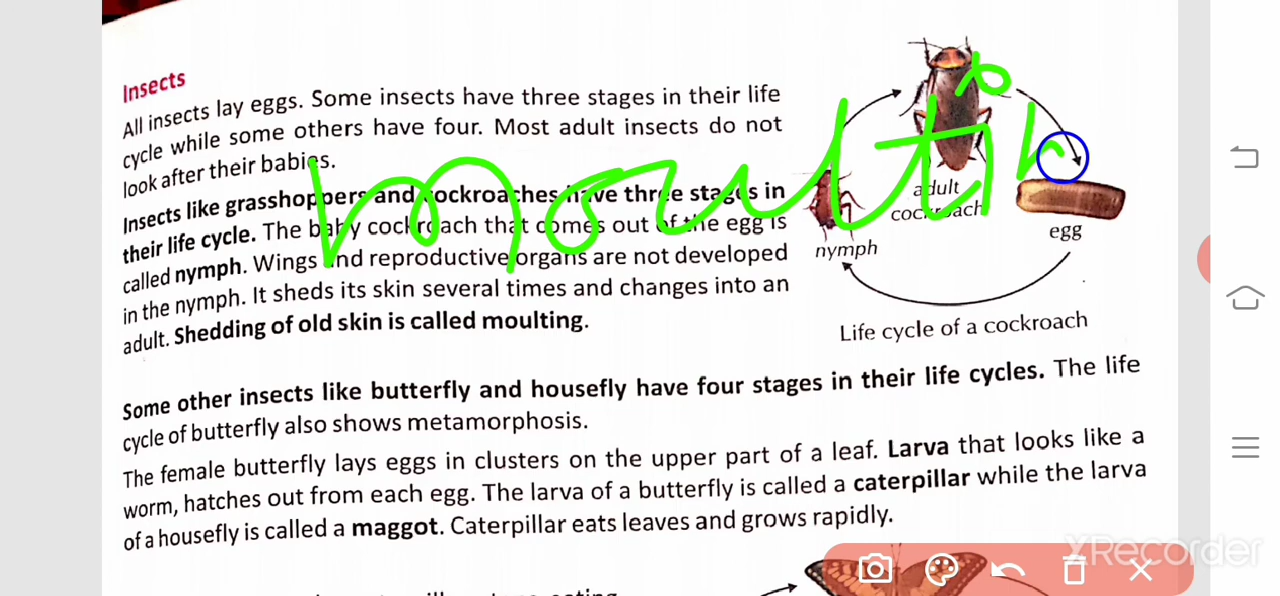 Insects
All insects lay eggs. Some insects have three stages in their life
cycle while some others have four. Most adult insects do not
look after their babies.
Insects like grasshoppers and cockroaches have three stages in
their life cycle. The baby cockroach that comes out of the egg is
called nymph. Wings and reproductive organs are not developed
in the nymph. It sheds its skin several times and changes into an
adult. Shedding of old skin is called moulting.
adult
cockroach
nymph
egg
Life cycle of a cockroach
Some other insects like butterfly and housefly have four stages in their life cycles. The life
cycle of butterfly also shows metamorphosis.
The female butterfly lays eggs in clusters on the upper part of a leaf. Larva that looks like a
worm, hatches out from each egg. The larva of a butterfly is called a caterpillar while the larva
of a housefly is called a maggot. Caterpillar eats leaves and grows rapidly.
XRecorder